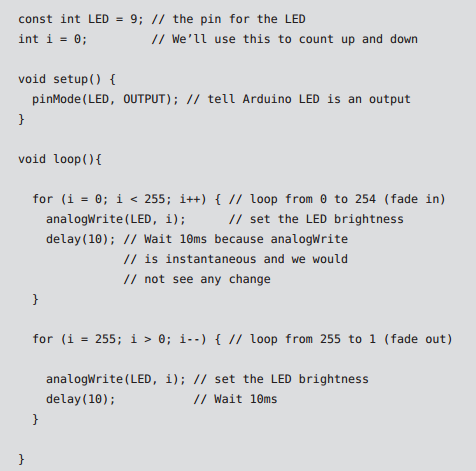 const int LED = 9; // the pin for the LED
int i = 0;         // We’ll use this to count up and down
void setup() {
  pinMode(LED, OUTPUT); // tell Arduino LED is an output
}
void loop(){
  for (i = 0; i < 255; i++) { // loop from 0 to 254 (fade in)
    analogWrite(LED, i);      // set the LED brightness
    delay(10); // Wait 10ms because analogWrite
               // is instantaneous and we would
               // not see any change
  }
  for (i = 255; i > 0; i--) { // loop from 255 to 1 (fade out)
    analogWrite(LED, i); // set the LED brightness
    delay(10);           // Wait 10ms
  }
}